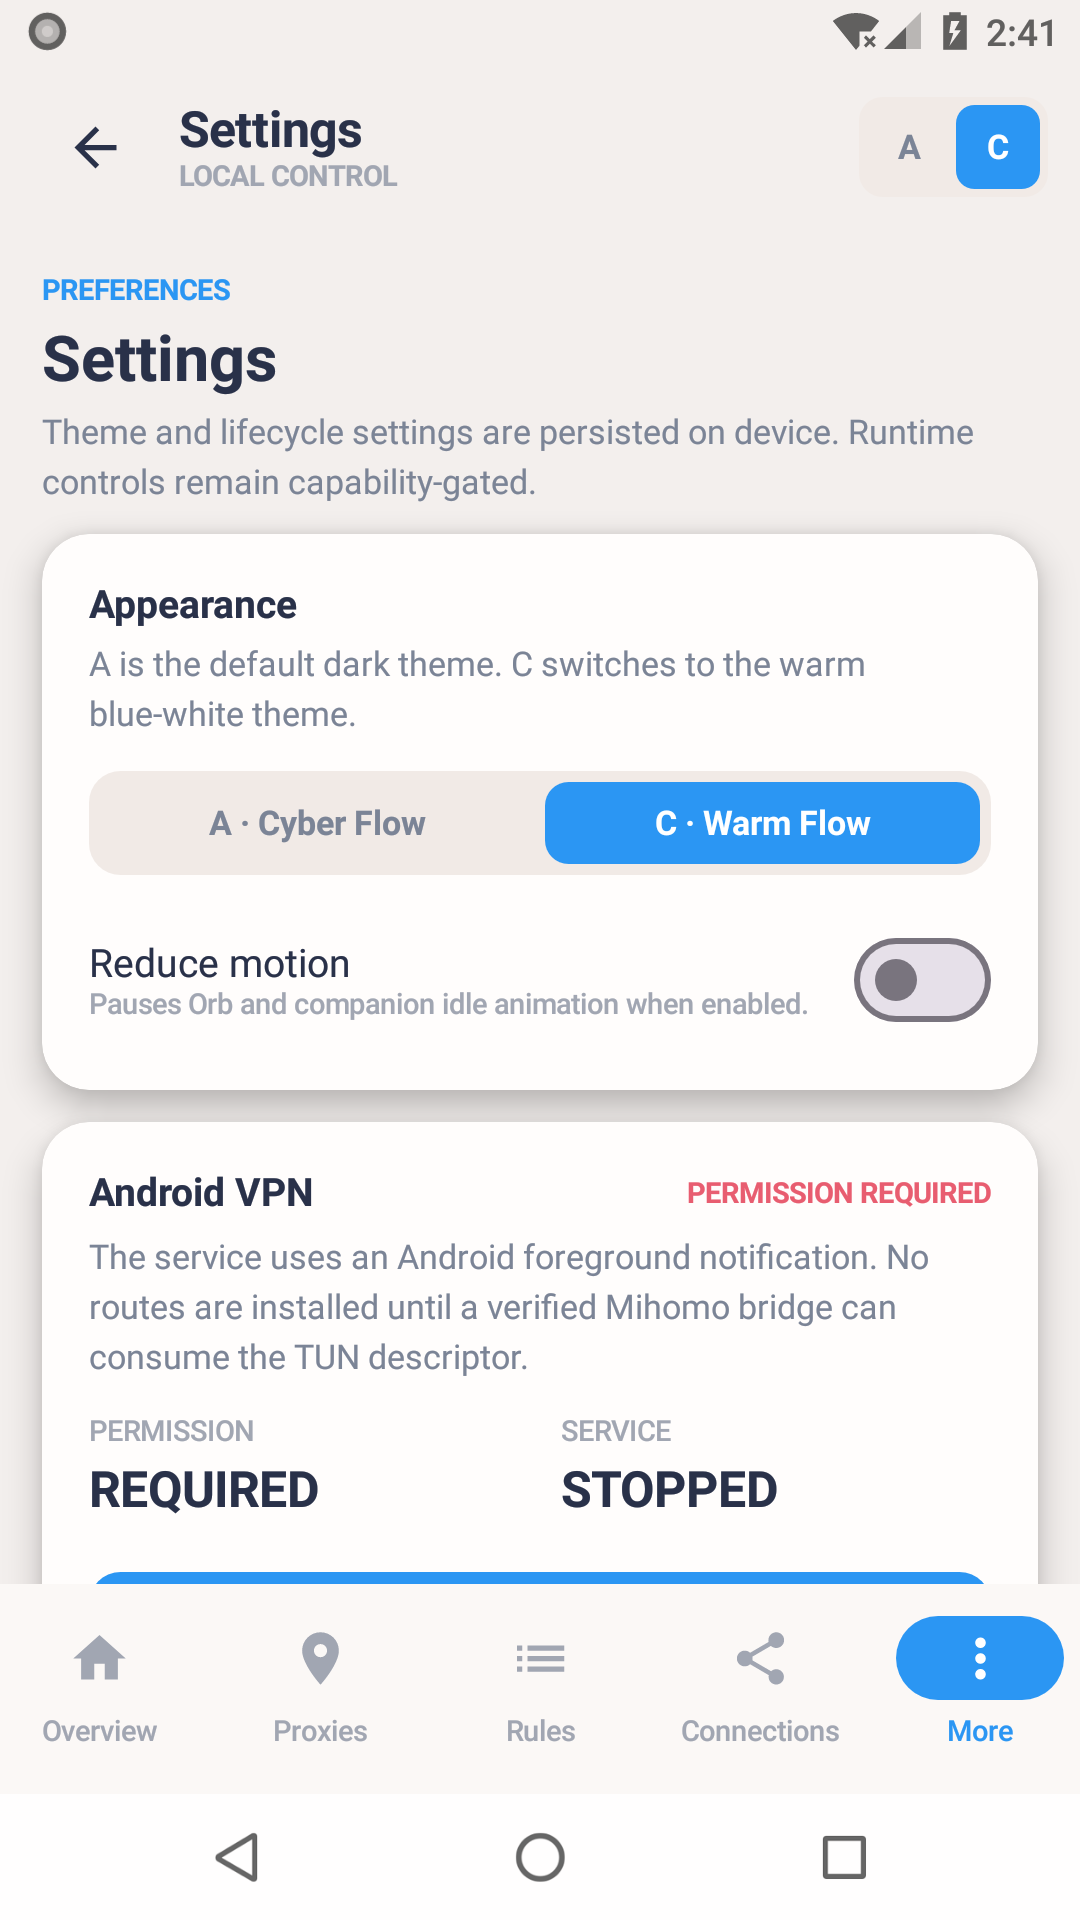 2:41
Settings
LOCAL CONTROL
A
C
PREFERENCES
Settings
Theme and lifecycle settings are persisted on device. Runtime
controls remain capability-gated.
Appearance
A is the default dark theme. C switches to the warm
blue-white theme.
A · Cyber Flow
C · Warm Flow
Reduce motion
Pauses Orb and companion idle animation when enabled.
Android VPN
PERMISSION REQUIRED
The service uses an Android foreground notification. No
routes are installed until a verified Mihomo bridge can
consume the TUN descriptor.
PERMISSION
SERVICE
REQUIRED
STOPPED
Overview
Proxies
Rules
Connections
More